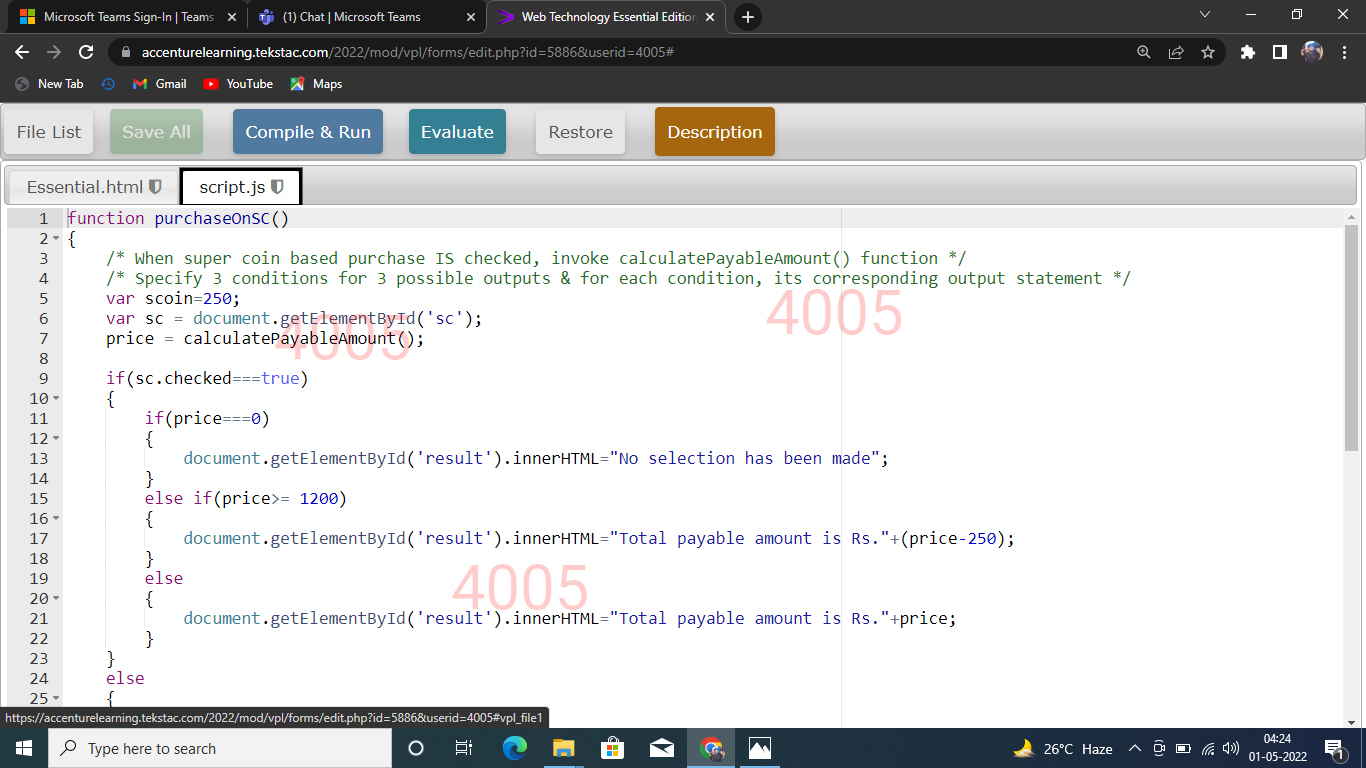 Microsoft Teams Sign-In | Teams
(1) Chat | Microsoft Teams
Web Technology Essential Edition
accenturelearning.tekstac.com/2022/mod/vpl/forms/edit.php?id=5886&userid=4005#
New Tab Gmail YouTube Maps
File List Save All Compile & Run Evaluate Restore Description
Essential.html script.js
1 function purchaseOnSC()
2 {
3 /* When super coin based purchase IS checked, invoke calculatePayableAmount() function */
4 /* Specify 3 conditions for 3 possible outputs & for each condition, its corresponding output statement */
5 var scoin=250;
6 var sc = document.getElementById('sc');
7 price = calculatePayableAmount();
8
9 if(sc.checked===true)
10 {
11 if(price===0)
12 {
13 document.getElementById('result').innerHTML="No selection has been made";
14 }
15 else if(price>= 1200)
16 {
17 document.getElementById('result').innerHTML="Total payable amount is Rs."+(price-250);
18 }
19 else
20 {
21 document.getElementById('result').innerHTML="Total payable amount is Rs."+price;
22 }
23 }
24 else
25 {
4005
4005
4005
https://accenturelearning.tekstac.com/2022/mod/vpl/forms/edit.php?id=5886&userid=4005#vpl_file1
Type here to search
26°C Haze
04:24
01-05-2022
1